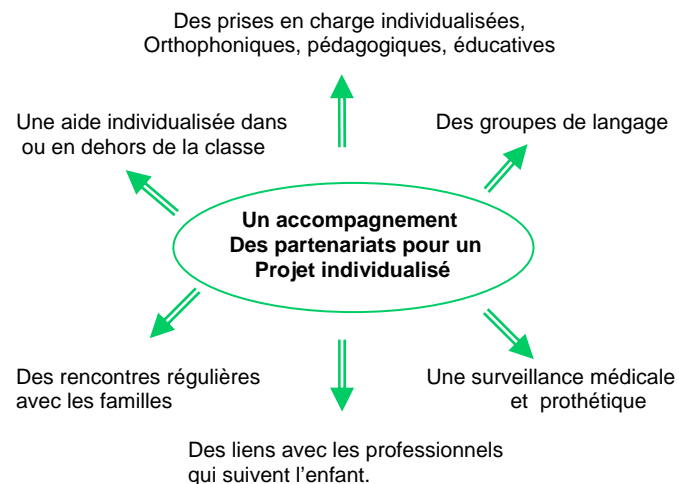 Des prises en charge individualisées,
Orthophoniques, pédagogiques, éducatives
Une aide individualisée dans
ou en dehors de la classe
Des groupes de langage
Un accompagnement
Des partenariats pour un
Projet individualisé
Des rencontres régulières
avec les familles
Une surveillance médicale
et prothétique
Des liens avec les professionnels
qui suivent l'enfant.